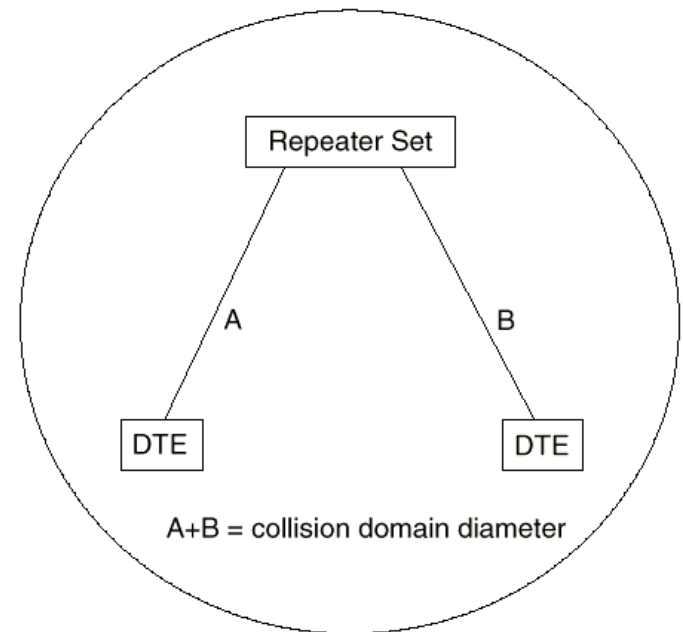 Repeater Set
A
B
DTE
DTE
A+B = collision domain diameter